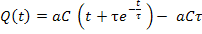 Q(t) = aC (t + τe^{-t/τ}) − aCτ